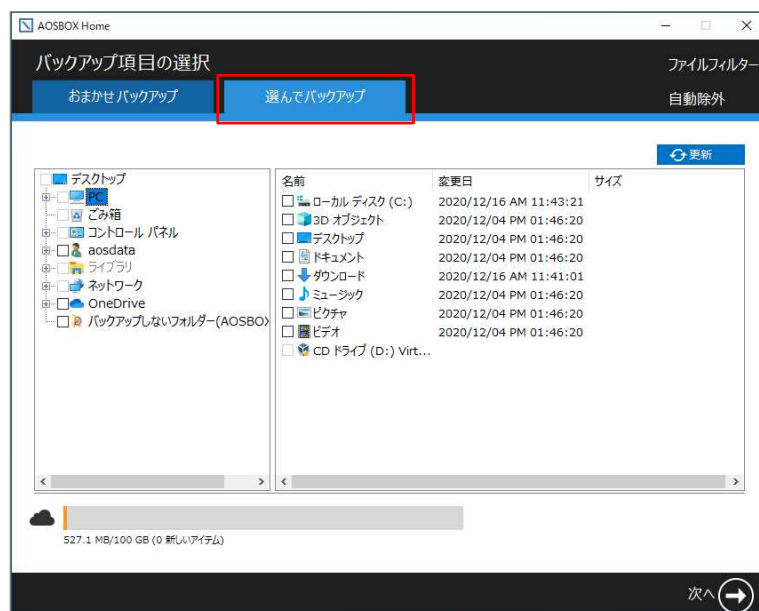 AOSBOX Home
バックアップ項目の選択
ファイルフィルター
おまかせ バックアップ
選んでバックアップ
自動除外
更新
デスクトップ
PC
ごみ箱
コントロール パネル
aosdata
ライブラリ
ネットワーク
OneDrive
バックアップしないフォルダー(AOSBOX
名前 変更日 サイズ
ローカル ディスク (C:) 2020/12/16 AM 11:43:21
3D オブジェクト 2020/12/04 PM 01:46:20
デスクトップ 2020/12/04 PM 01:46:20
ドキュメント 2020/12/04 PM 01:46:20
ダウンロード 2020/12/16 AM 11:41:01
ミュージック 2020/12/04 PM 01:46:20
ピクチャ 2020/12/04 PM 01:46:20
ビデオ 2020/12/04 PM 01:46:20
CD ドライブ (D:) Virt...
527.1 MB/100 GB (0 新しいアイテム)
次へ